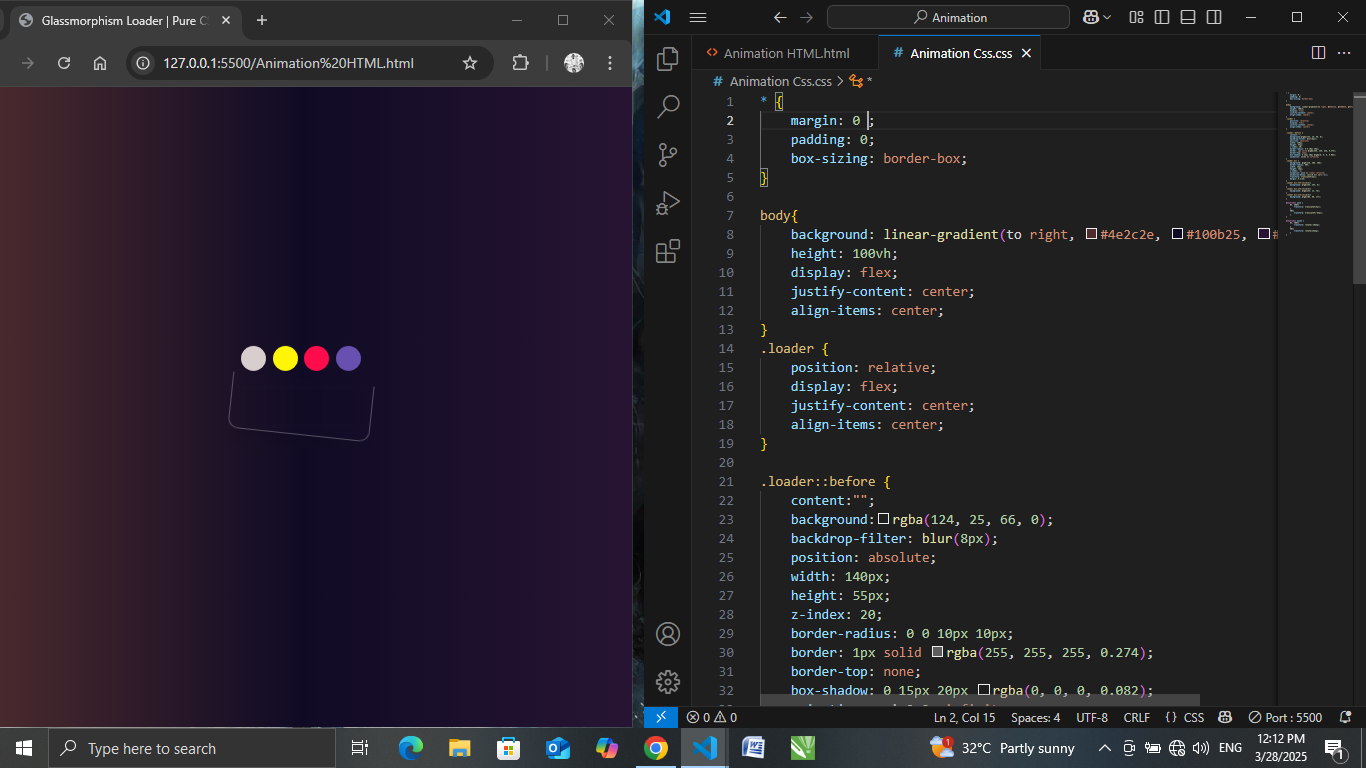 Glassmorphism Loader | Pure C
127.0.0.1:5500/Animation%20HTML.html
Animation
Animation HTML.html
# Animation Css.css
# Animation Css.css > *
1 * {
2 margin: 0 ;
3 padding: 0;
4 box-sizing: border-box;
5 }
6
7 body{
8 background: linear-gradient(to right, #4e2c2e, #100b25, #
9 height: 100vh;
10 display: flex;
11 justify-content: center;
12 align-items: center;
13 }
14 .loader {
15 position: relative;
16 display: flex;
17 justify-content: center;
18 align-items: center;
19 }
20
21 .loader::before {
22 content:"";
23 background:rgba(124, 25, 66, 0);
24 backdrop-filter: blur(8px);
25 position: absolute;
26 width: 140px;
27 height: 55px;
28 z-index: 20;
29 border-radius: 0 0 10px 10px;
30 border: 1px solid rgba(255, 255, 255, 0.274);
31 border-top: none;
32 box-shadow: 0 15px 20px rgba(0, 0, 0, 0.082);
0 0
Ln 2, Col 15
Spaces: 4
UTF-8
CRLF
{} CSS
Port : 5500
Type here to search
1
32°C Partly sunny
ENG
12:12 PM
3/28/2025
1